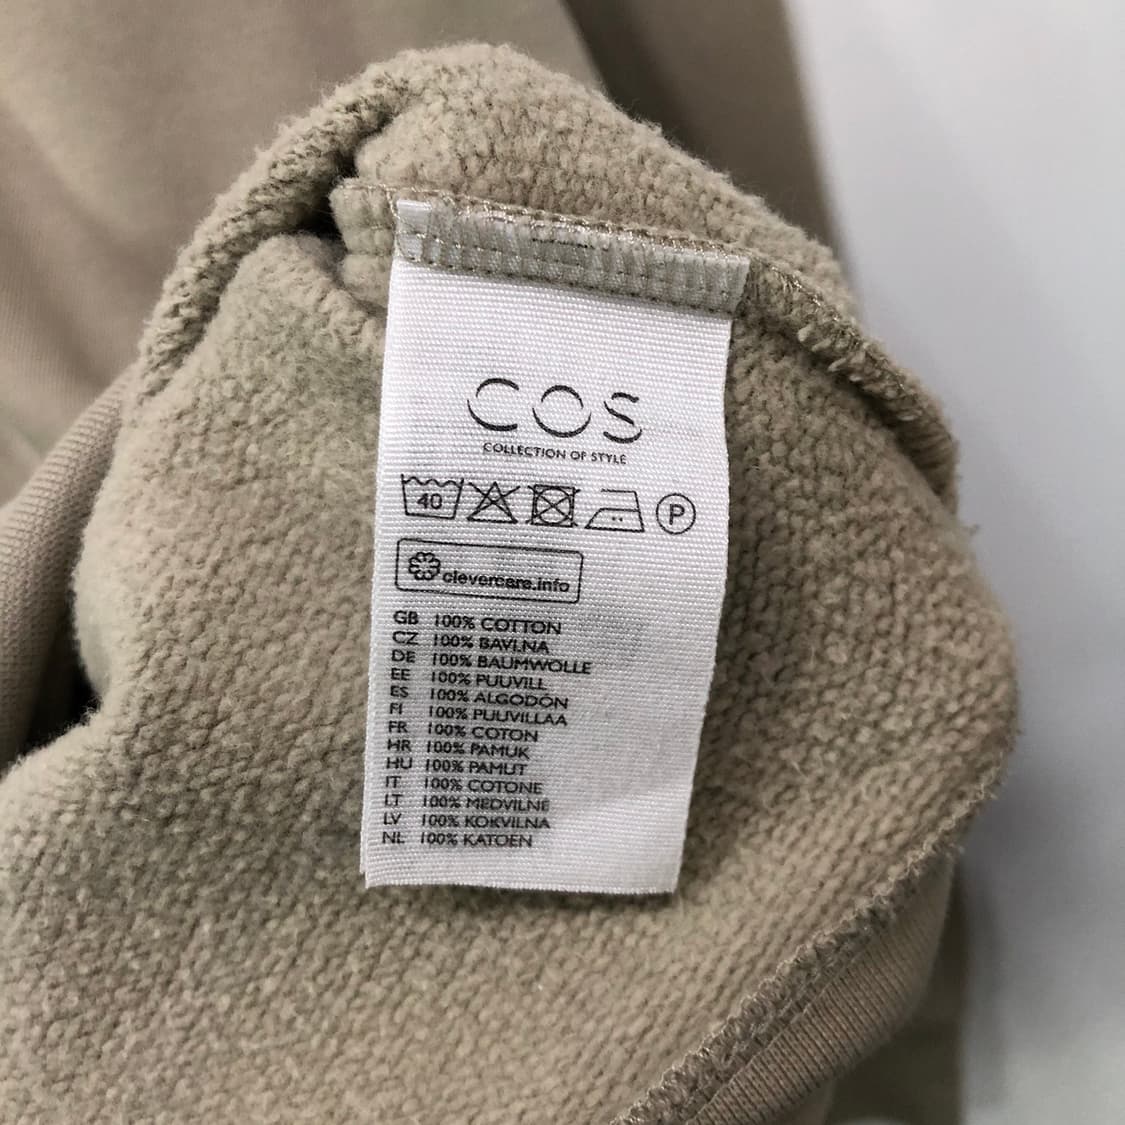 COS
COLLECTION OF STYLE
40 P
clevercare.info
GB 100% COTTON
CZ 100% BAVLNA
DE 100% BAUMWOLLE
EE 100% PUUVILL
ES 100% ALGODÓN
FI 100% PUUVILLAA
FR 100% COTON
HR 100% PAMUK
HU 100% PAMUT
IT 100% COTONE
LT 100% MEDVILNĖ
LV 100% KOKVILNA
NL 100% KATOEN